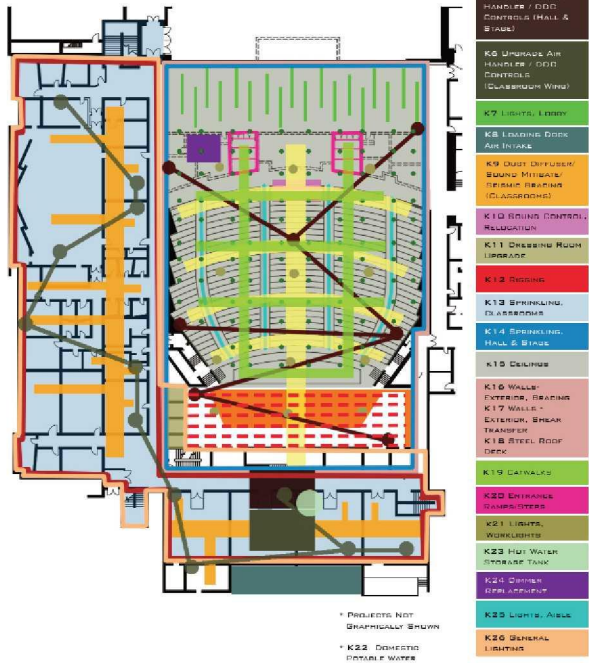 HANDLER / DDC
CONTROLS (HALL &
STAGE)
K6 UPGRADE AIR
HANDLER / DDC
CONTROLS
(CLASSROOM WING)
K7 LIGHTS, LOBBY
K8 LOADING DOCK
AIR INTAKE
K9 DUST DIFFUSER/
SOUND MITIGATE/
SEISMIC BRACING
(CLASSROOMS)
K10 SOUND CONTROL,
RELOCATION
K11 DRESSING ROOM
UPGRADE
K12 RIGGING
K13 SPRINKLING,
CLASSROOMS
K14 SPRINKLING,
HALL & STAGE
K15 CEILINGS
K16 WALLS-
EXTERIOR, BRACING
K17 WALLS -
EXTERIOR, SHEAR
TRANSFER
K18 STEEL ROOF
DECK
K19 CATWALKS
K20 ENTRANCE
RAMPS-STEPS
K21 LIGHTS,
WORKLIGHTS
K23 HOT WATER
STORAGE TANK
K24 DIMMER
REPLACEMENT
K25 LIGHTS, AISLE
K26 GENERAL
LIGHTING
* PROJECTS NOT
GRAPHICALLY SHOWN
* K22 DOMESTIC
POTABLE WATER